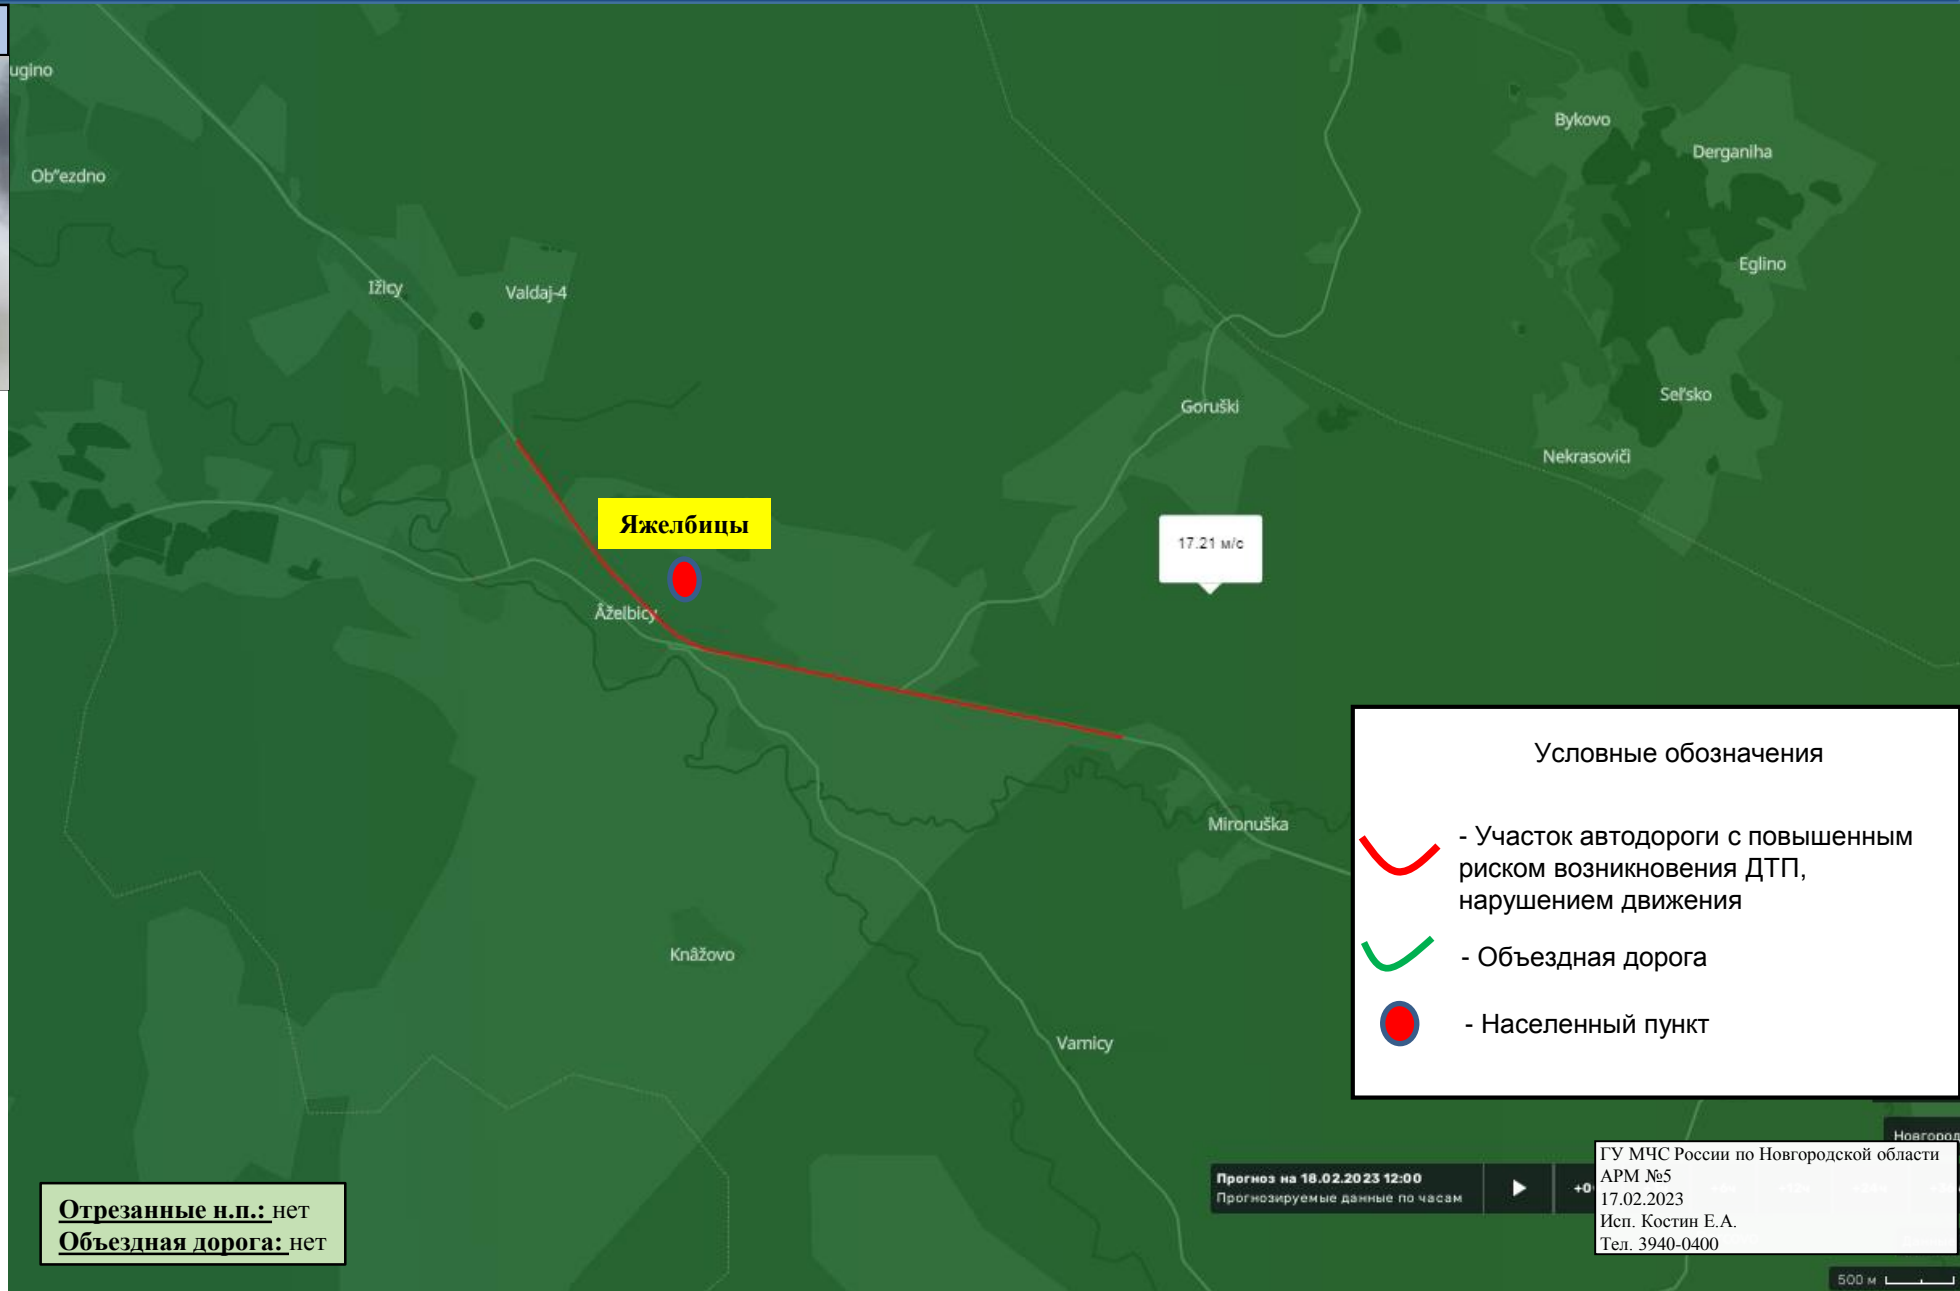 ugino
Bykovo
Derganiha
Ob"ezdno
Eglino
Ižicy
Valdaj-4
Sel'sko
Goruški
Nekrasoviči
Яжелбицы
17.21 м/с
Âželbicy
Условные обозначения
- Участок автодороги с повышенным
риском возникновения ДТП,
нарушением движения
- Объездная дорога
- Населенный пункт
Mironuška
Knâžovo
Varnicy
Новгород
Прогноз на 18.02.2023 12:00
Прогнозируемые данные по часам
+0
ГУ МЧС России по Новгородской области
АРМ №5
17.02.2023
Исп. Костин Е.А.
Тел. 3940-0400
Отрезанные н.п.: нет
Объездная дорога: нет
500 м